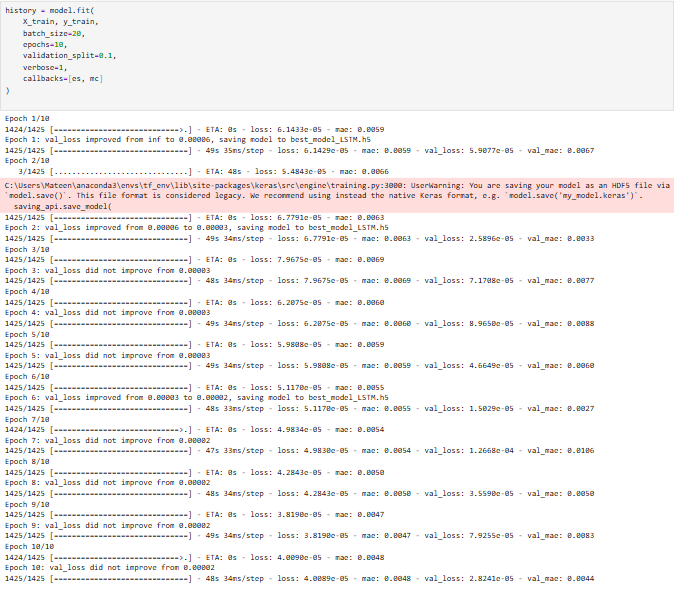 history = model.fit(
    X_train, y_train,
    batch_size=20,
    epochs=10,
    validation_split=0.1,
    verbose=1,
    callbacks=[es, mc]
)
Epoch 1/10
1424/1425 [============================>.] - ETA: 0s - loss: 6.1433e-05 - mae: 0.0059
Epoch 1: val_loss improved from inf to 0.00006, saving model to best_model_LSTM.h5
1425/1425 [==============================] - 49s 35ms/step - loss: 6.1429e-05 - mae: 0.0059 - val_loss: 5.9077e-05 - val_mae: 0.0067
Epoch 2/10
   3/1425 [..............................] - ETA: 48s - loss: 5.4843e-05 - mae: 0.0066
C:\Users\Mateen\anaconda3\envs\tf_env\lib\site-packages\keras\src\engine\training.py:3000: UserWarning: You are saving your model as an HDF5 file via
`model.save()`. This file format is considered legacy. We recommend using instead the native Keras format, e.g. `model.save('my_model.keras')`.
  saving_api.save_model(
1425/1425 [==============================] - ETA: 0s - loss: 6.7791e-05 - mae: 0.0063
Epoch 2: val_loss improved from 0.00006 to 0.00003, saving model to best_model_LSTM.h5
1425/1425 [==============================] - 49s 34ms/step - loss: 6.7791e-05 - mae: 0.0063 - val_loss: 2.5896e-05 - val_mae: 0.0033
Epoch 3/10
1425/1425 [==============================] - ETA: 0s - loss: 7.9675e-05 - mae: 0.0069
Epoch 3: val_loss did not improve from 0.00003
1425/1425 [==============================] - 48s 34ms/step - loss: 7.9675e-05 - mae: 0.0069 - val_loss: 7.1708e-05 - val_mae: 0.0077
Epoch 4/10
1425/1425 [==============================] - ETA: 0s - loss: 6.2075e-05 - mae: 0.0060
Epoch 4: val_loss did not improve from 0.00003
1425/1425 [==============================] - 49s 34ms/step - loss: 6.2075e-05 - mae: 0.0060 - val_loss: 8.9650e-05 - val_mae: 0.0088
Epoch 5/10
1425/1425 [==============================] - ETA: 0s - loss: 5.9808e-05 - mae: 0.0059
Epoch 5: val_loss did not improve from 0.00003
1425/1425 [==============================] - 49s 34ms/step - loss: 5.9808e-05 - mae: 0.0059 - val_loss: 4.6649e-05 - val_mae: 0.0060
Epoch 6/10
1425/1425 [==============================] - ETA: 0s - loss: 5.1170e-05 - mae: 0.0055
Epoch 6: val_loss improved from 0.00003 to 0.00002, saving model to best_model_LSTM.h5
1425/1425 [==============================] - 48s 33ms/step - loss: 5.1170e-05 - mae: 0.0055 - val_loss: 1.5029e-05 - val_mae: 0.0027
Epoch 7/10
1424/1425 [============================>.] - ETA: 0s - loss: 4.9834e-05 - mae: 0.0054
Epoch 7: val_loss did not improve from 0.00002
1425/1425 [==============================] - 47s 33ms/step - loss: 4.9830e-05 - mae: 0.0054 - val_loss: 1.2668e-04 - val_mae: 0.0106
Epoch 8/10
1425/1425 [==============================] - ETA: 0s - loss: 4.2843e-05 - mae: 0.0050
Epoch 8: val_loss did not improve from 0.00002
1425/1425 [==============================] - 48s 34ms/step - loss: 4.2843e-05 - mae: 0.0050 - val_loss: 3.5590e-05 - val_mae: 0.0050
Epoch 9/10
1425/1425 [==============================] - ETA: 0s - loss: 3.8190e-05 - mae: 0.0047
Epoch 9: val_loss did not improve from 0.00002
1425/1425 [==============================] - 49s 34ms/step - loss: 3.8190e-05 - mae: 0.0047 - val_loss: 7.9255e-05 - val_mae: 0.0083
Epoch 10/10
1424/1425 [============================>.] - ETA: 0s - loss: 4.0090e-05 - mae: 0.0048
Epoch 10: val_loss did not improve from 0.00002
1425/1425 [==============================] - 48s 34ms/step - loss: 4.0089e-05 - mae: 0.0048 - val_loss: 2.8241e-05 - val_mae: 0.0044